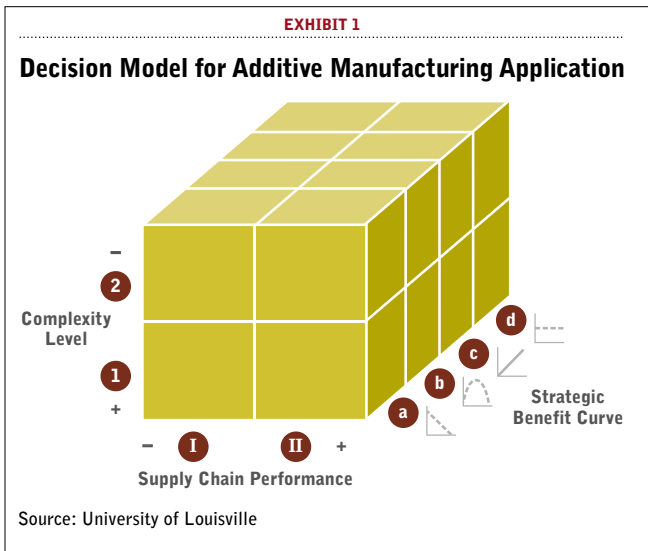 EXHIBIT 1
Decision Model for Additive Manufacturing Application
–
2
Complexity
Level
1
+
– I II +
Supply Chain Performance
a
b
c
d
Strategic
Benefit Curve
Source: University of Louisville